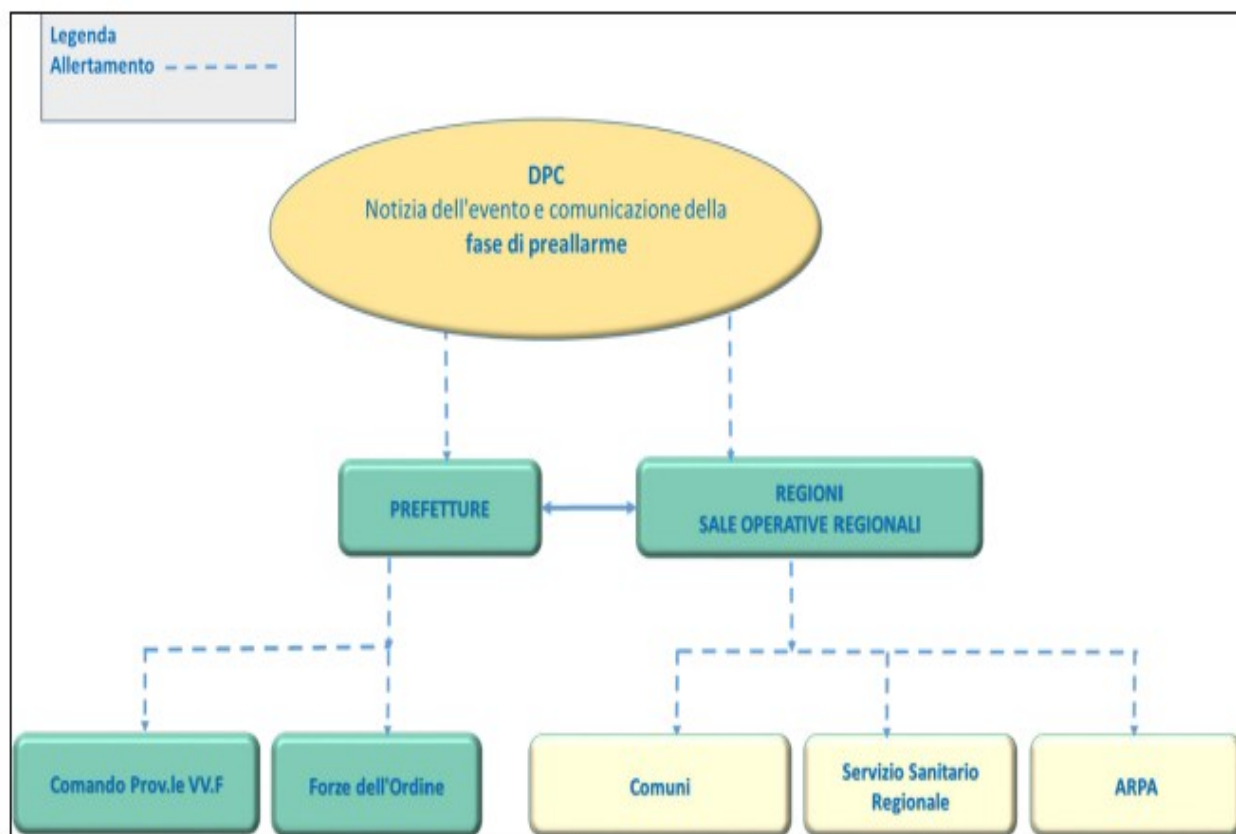 Legenda
Allertamento
DPC
Notizia dell'evento e comunicazione della
fase di preallarme
PREFETTURE
REGIONI
SALE OPERATIVE REGIONALI
Comando Prov.le VV.F
Forze dell'Ordine
Comuni
Servizio Sanitario
Regionale
ARPA